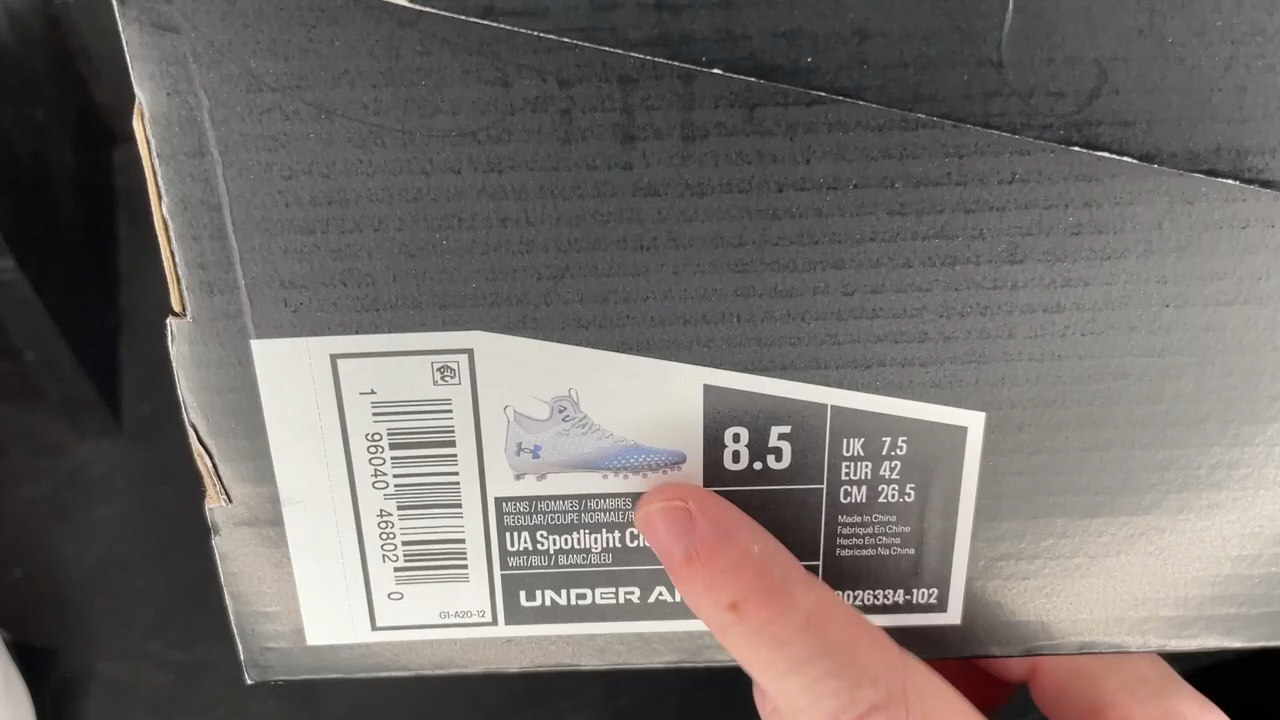 1 96040 46802 0
G1-A20-12
MENS / HOMMES / HOMBRES
REGULAR/COUPE NORMALE/
UA Spotlight
WHT/BLU / BLANC/BLEU
UNDER
8.5
UK 7.5
EUR 42
CM 26.5
Made In China
Fabriqué En Chine
Hecho En China
Fabricado Na China
026334-102